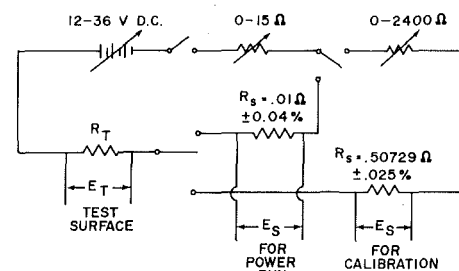 12-36 V D.C.
0-15 Ω
0-2400 Ω
R_S = .01 Ω
±0.04%
R_T
R_S = .50729 Ω
±.025%
E_T
TEST
SURFACE
E_S
FOR
POWER
RUN
E_S
FOR
CALIBRATION